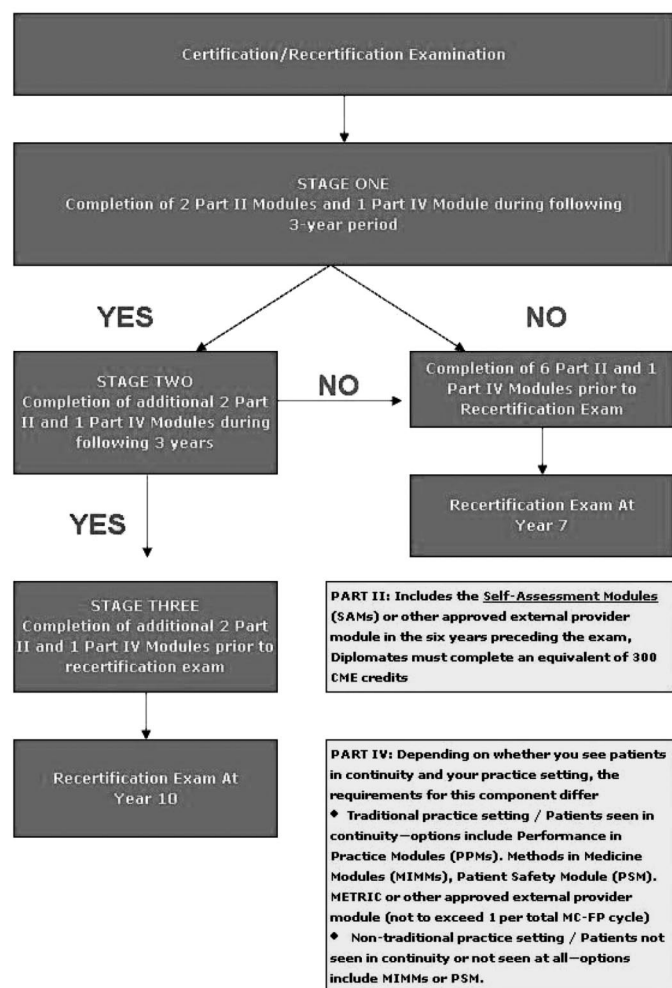 Certification/Recertification Examination
STAGE ONE
Completion of 2 Part II Modules and 1 Part IV Module during following
3-year period
YES
NO
STAGE TWO
Completion of additional 2 Part
II and 1 Part IV Modules during
following 3 years
NO
Completion of 6 Part II and 1
Part IV Modules prior to
Recertification Exam
YES
Recertification Exam At
Year 7
STAGE THREE
Completion of additional 2 Part
II and 1 Part IV Modules prior to
recertification exam
PART II: Includes the Self-Assessment Modules
(SAMs) or other approved external provider
module in the six years preceding the exam,
Diplomates must complete an equivalent of 300
CME credits
Recertification Exam At
Year 10
PART IV: Depending on whether you see patients
in continuity and your practice setting, the
requirements for this component differ
♦ Traditional practice setting / Patients seen in
continuity—options include Performance in
Practice Modules (PPMs). Methods in Medicine
Modules (MIMMs), Patient Safety Module (PSM).
METRIC or other approved external provider
module (not to exceed 1 per total MC-FP cycle)
♦ Non-traditional practice setting / Patients not
seen in continuity or not seen at all—options
include MIMMs or PSM.